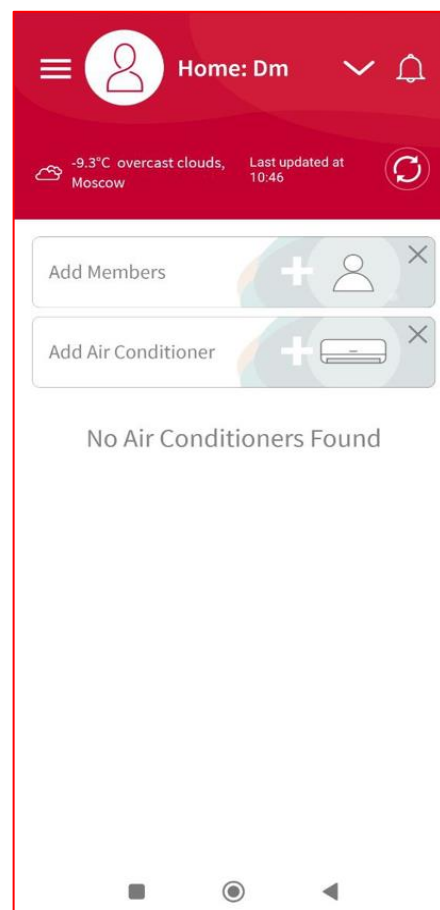 Home: Dm
-9.3°C overcast clouds,
Moscow
Last updated at
10:46
Add Members
Add Air Conditioner
No Air Conditioners Found